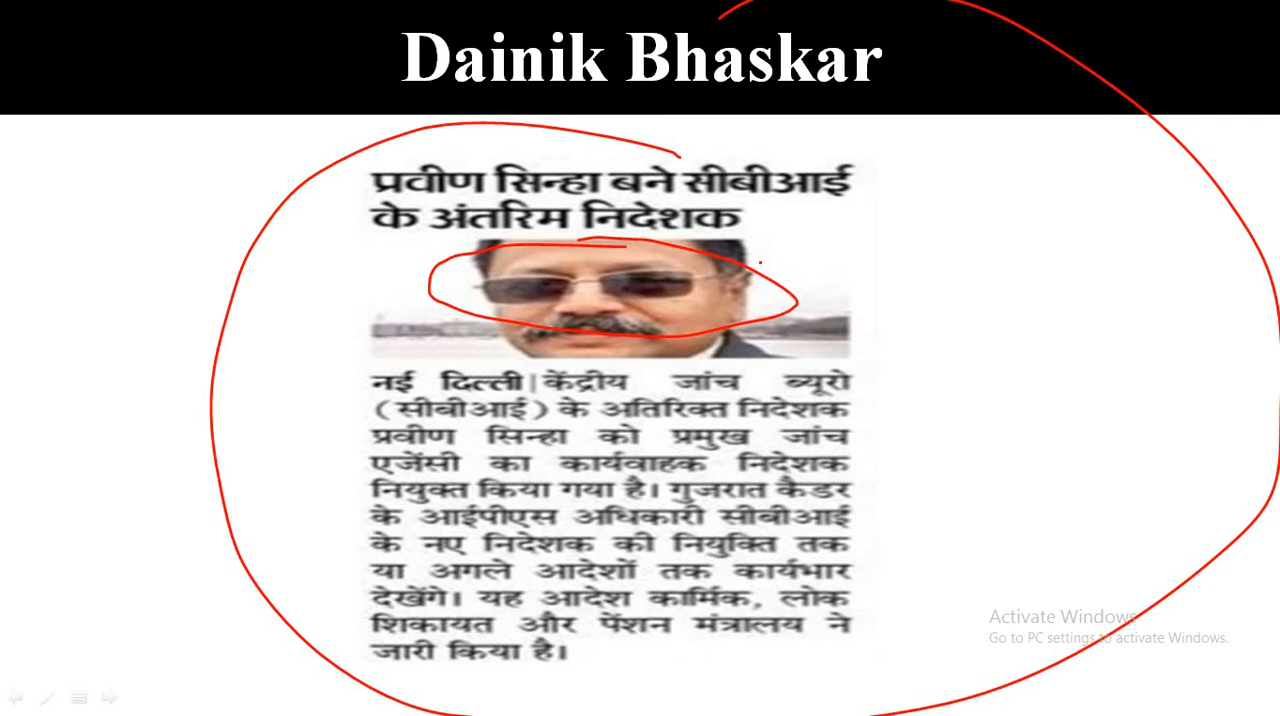 Dainik Bhaskar
प्रवीण सिन्हा बने सीबीआई
के अंतरिम निदेशक
नई दिल्ली|केंद्रीय जांच ब्यूरो
(सीबीआई) के अतिरिक्त निदेशक
प्रवीण सिन्हा को प्रमुख जांच
एजेंसी का कार्यवाहक निदेशक
नियुक्त किया गया है। गुजरात कैडर
के आईपीएस अधिकारी सीबीआई
के नए निदेशक की नियुक्ति तक
या अगले आदेशों तक कार्यभार
देखेंगे। यह आदेश कार्मिक, लोक
शिकायत और पेंशन मंत्रालय ने
जारी किया है।
Activate Windows
Go to PC settings to activate Windows.